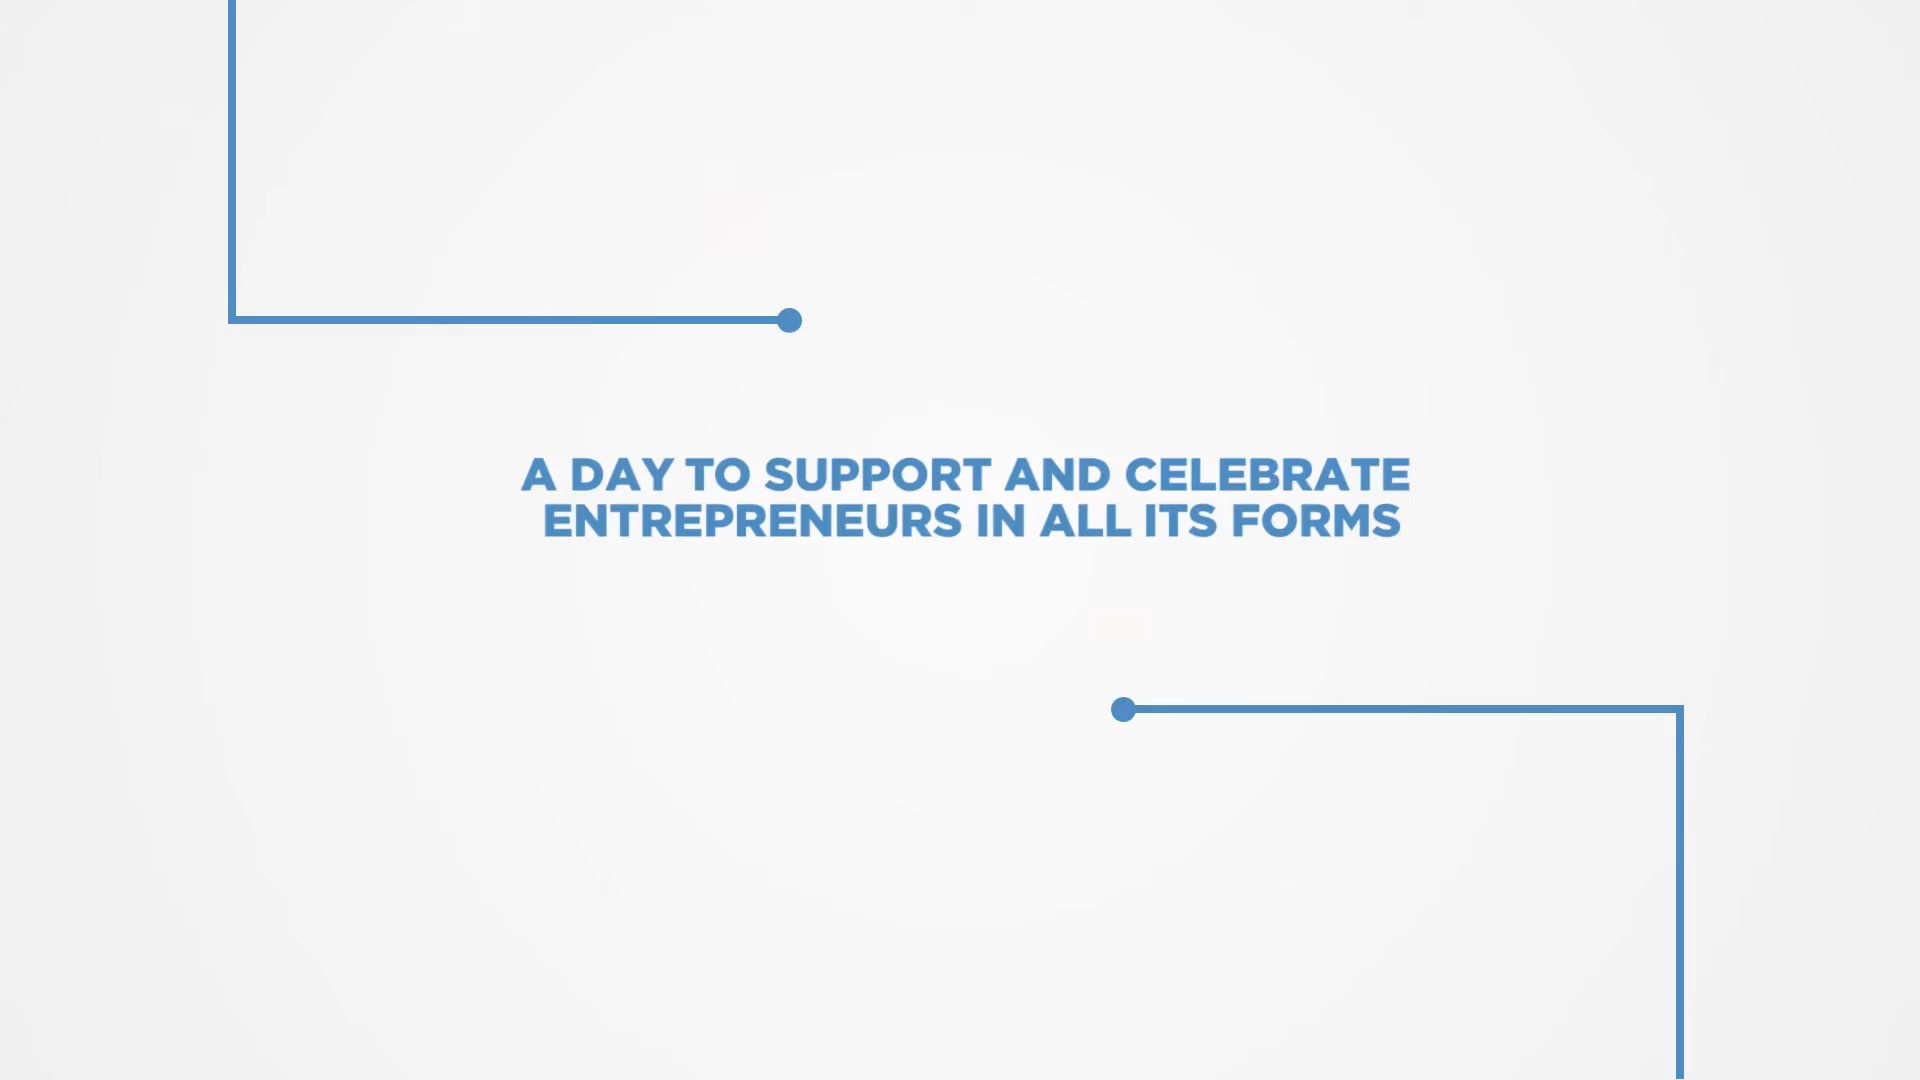 A DAY TO SUPPORT AND CELEBRATE
ENTREPRENEURS IN ALL ITS FORMS